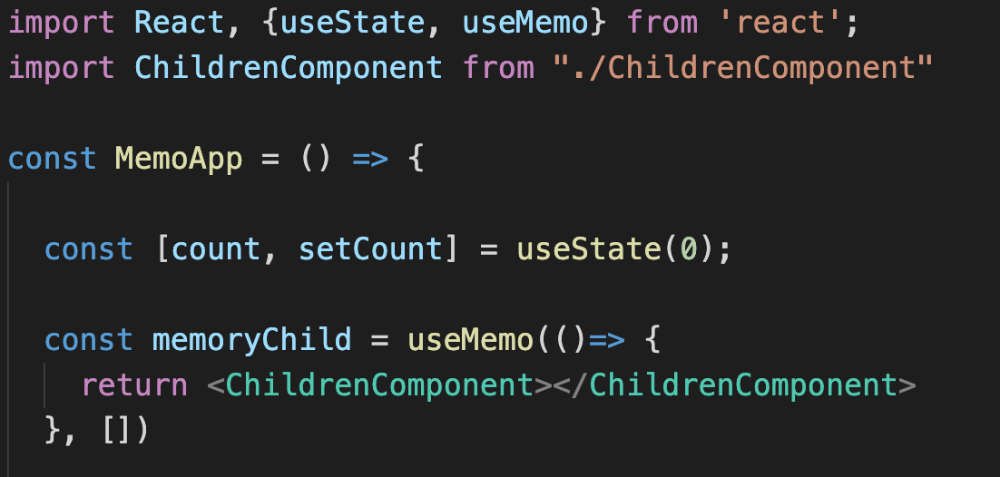 import React, {useState, useMemo} from 'react';
import ChildrenComponent from "./ChildrenComponent"
const MemoApp = () => {
const [count, setCount] = useState(0);
const memoryChild = useMemo(()=> {
return <ChildrenComponent></ChildrenComponent>
}, [])